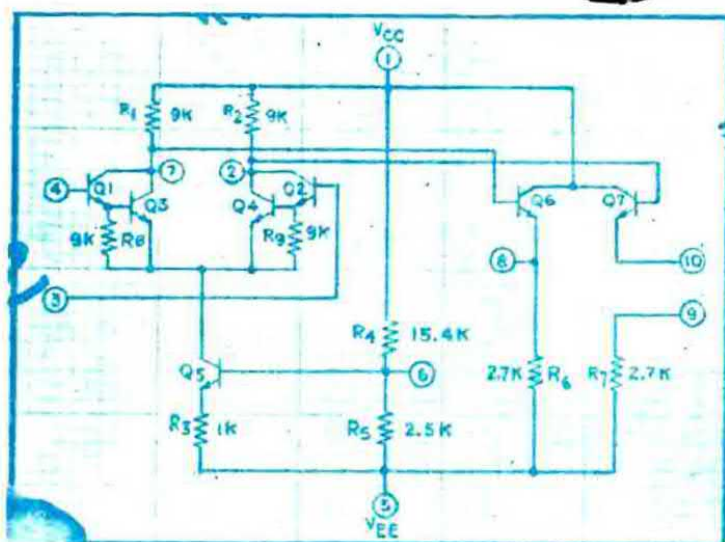 VCC
1
R1 9K R2 9K
4 Q1 7 2 Q2
Q3 Q4 Q6 Q7
9K R8 R9 9K
8 10
3 9
R4 15.4K
Q5 6
2.7K R6 R7 2.7K
R3 1K R5 2.5K
5
VEE